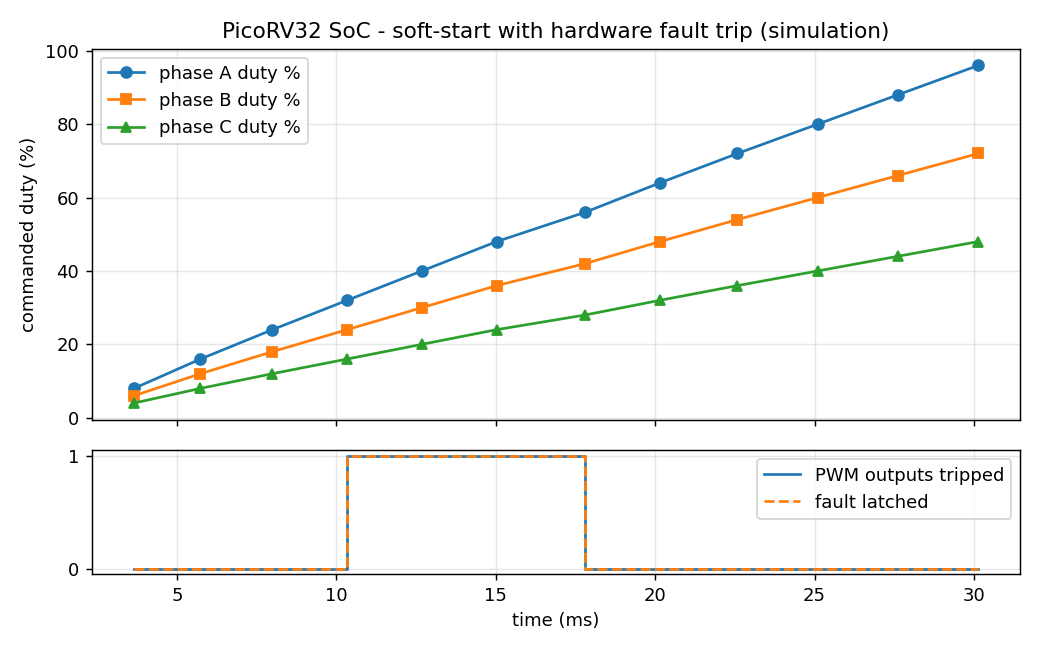 PicoRV32 SoC - soft-start with hardware fault trip (simulation)
commanded duty (%)
100
80
60
40
20
0
phase A duty %
phase B duty %
phase C duty %
1
0
PWM outputs tripped
fault latched
5 10 15 20 25 30
time (ms)